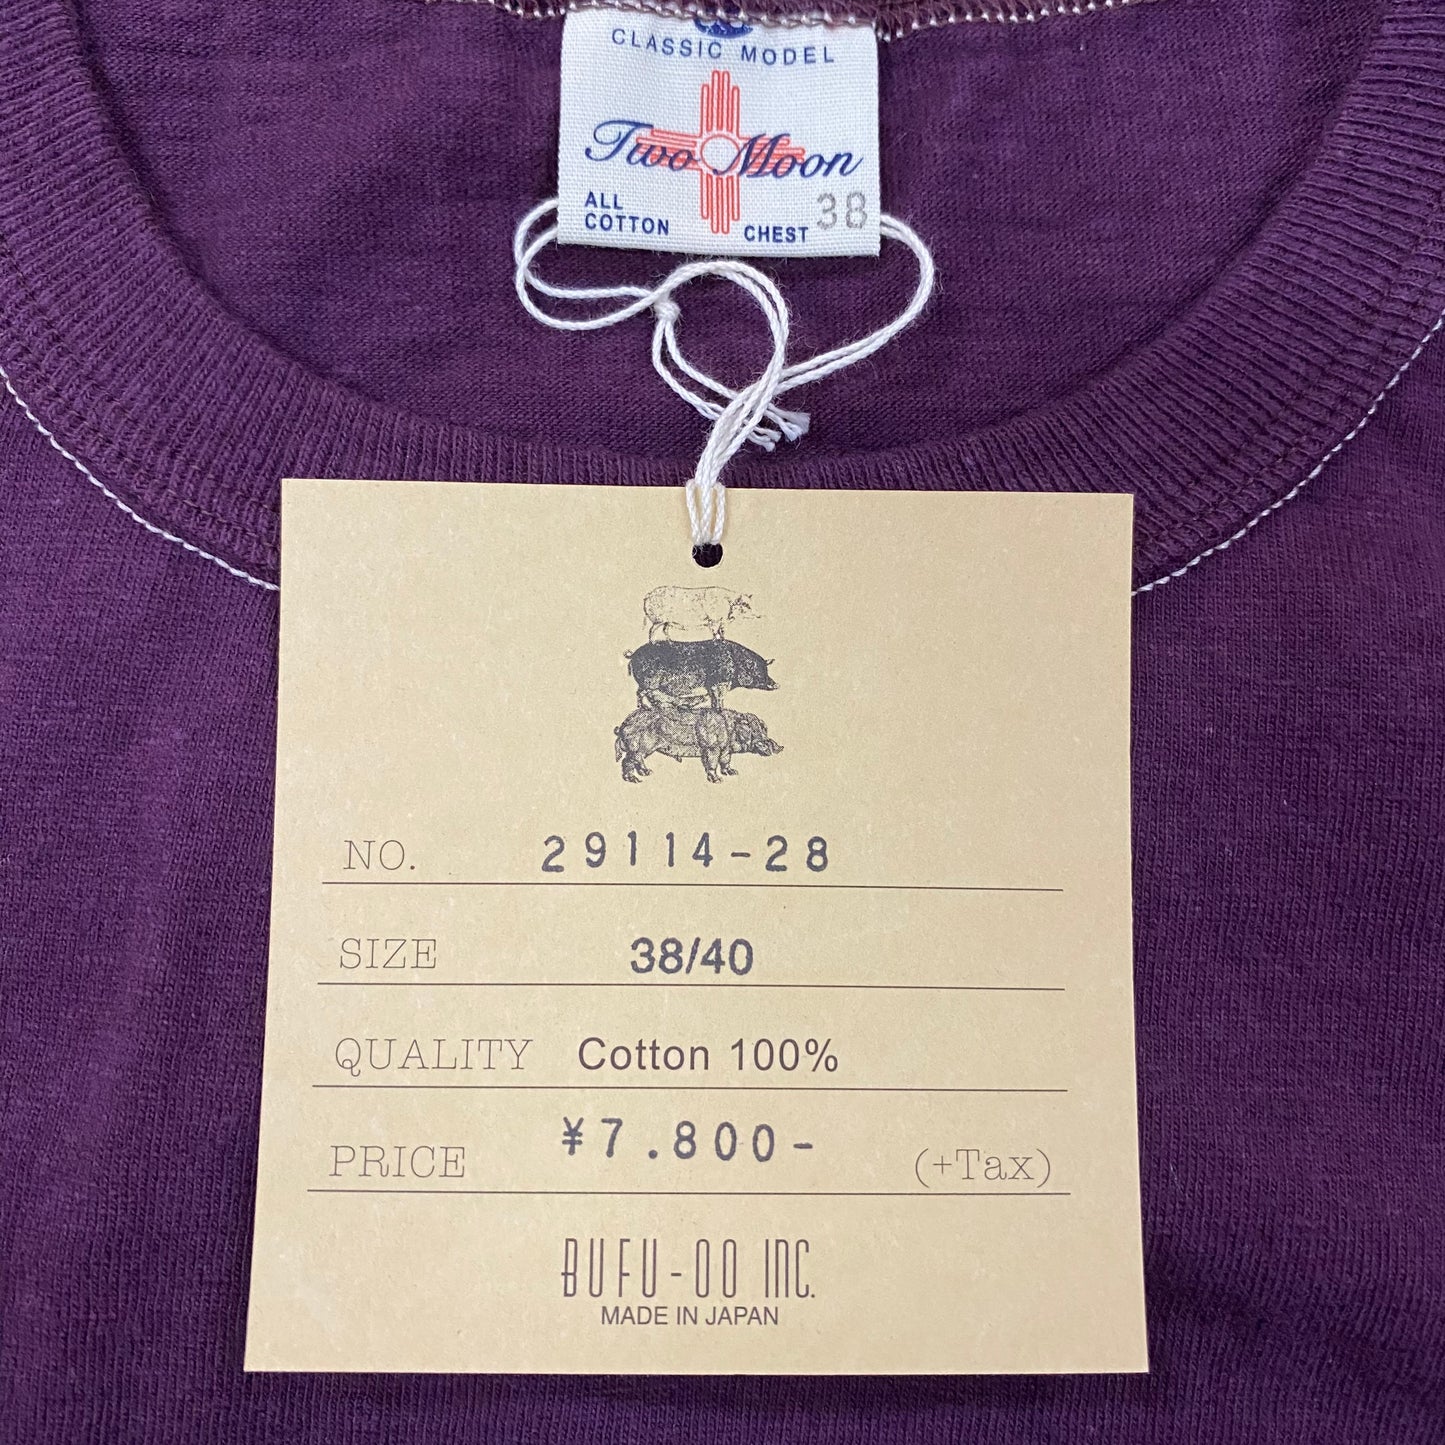 CLASSIC MODEL
Two Moon
ALL
COTTON
CHEST 38
NO. 29114-28
SIZE 38/40
QUALITY Cotton 100%
PRICE ¥7.800- (+Tax)
BUFU-OO INC.
MADE IN JAPAN